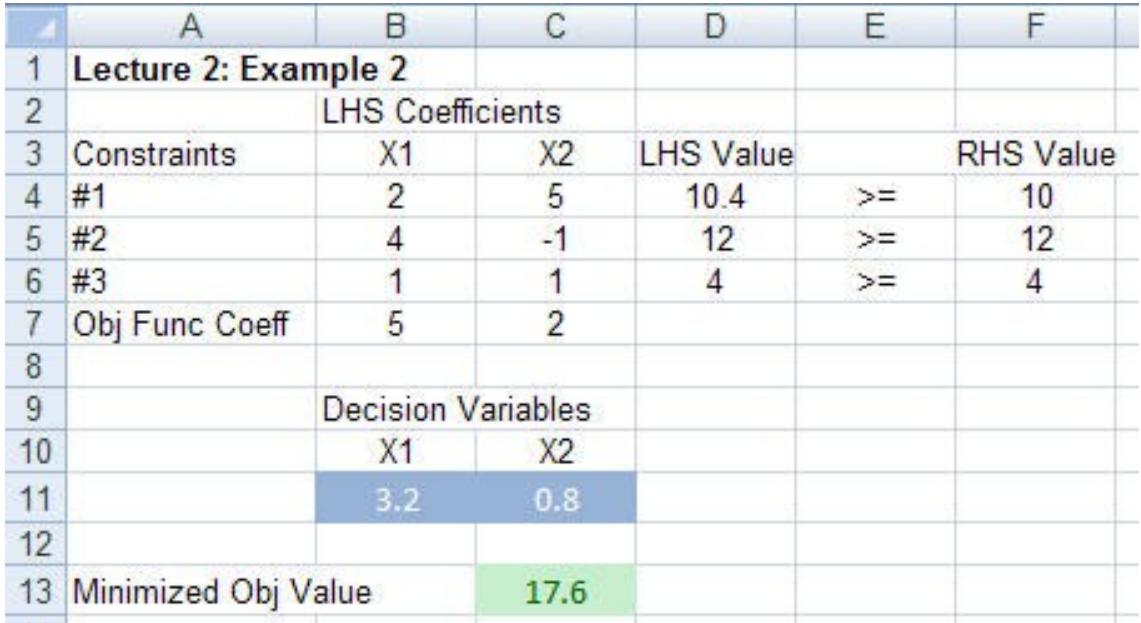 A B C D E F
1 Lecture 2: Example 2
2 LHS Coefficients
3 Constraints X1 X2 LHS Value RHS Value
4 #1 2 5 10.4 >= 10
5 #2 4 -1 12 >= 12
6 #3 1 1 4 >= 4
7 Obj Func Coeff 5 2
8
9 Decision Variables
10 X1 X2
11 3.2 0.8
12
13 Minimized Obj Value 17.6